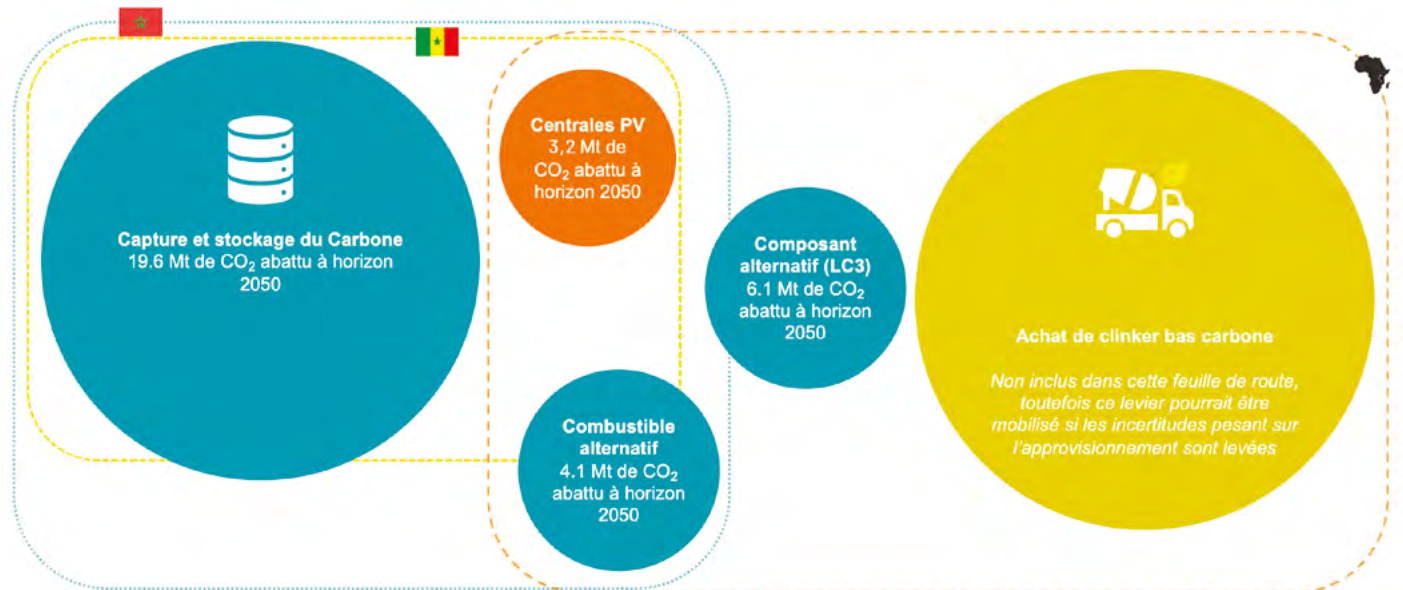 Capture et stockage du Carbone
19.6 Mt de CO₂ abattu à horizon
2050
Centrales PV
3,2 Mt de
CO₂ abattu à
horizon 2050
Combustible
alternatif
4.1 Mt de CO₂
abattu à horizon
2050
Composant
alternatif (LC3)
6.1 Mt de CO₂
abattu à horizon
2050
Achat de clinker bas carbone
Non inclus dans cette feuille de route,
toutefois ce levier pourrait être
mobilisé si les incertitudes pesant sur
l'approvisionnement sont levées